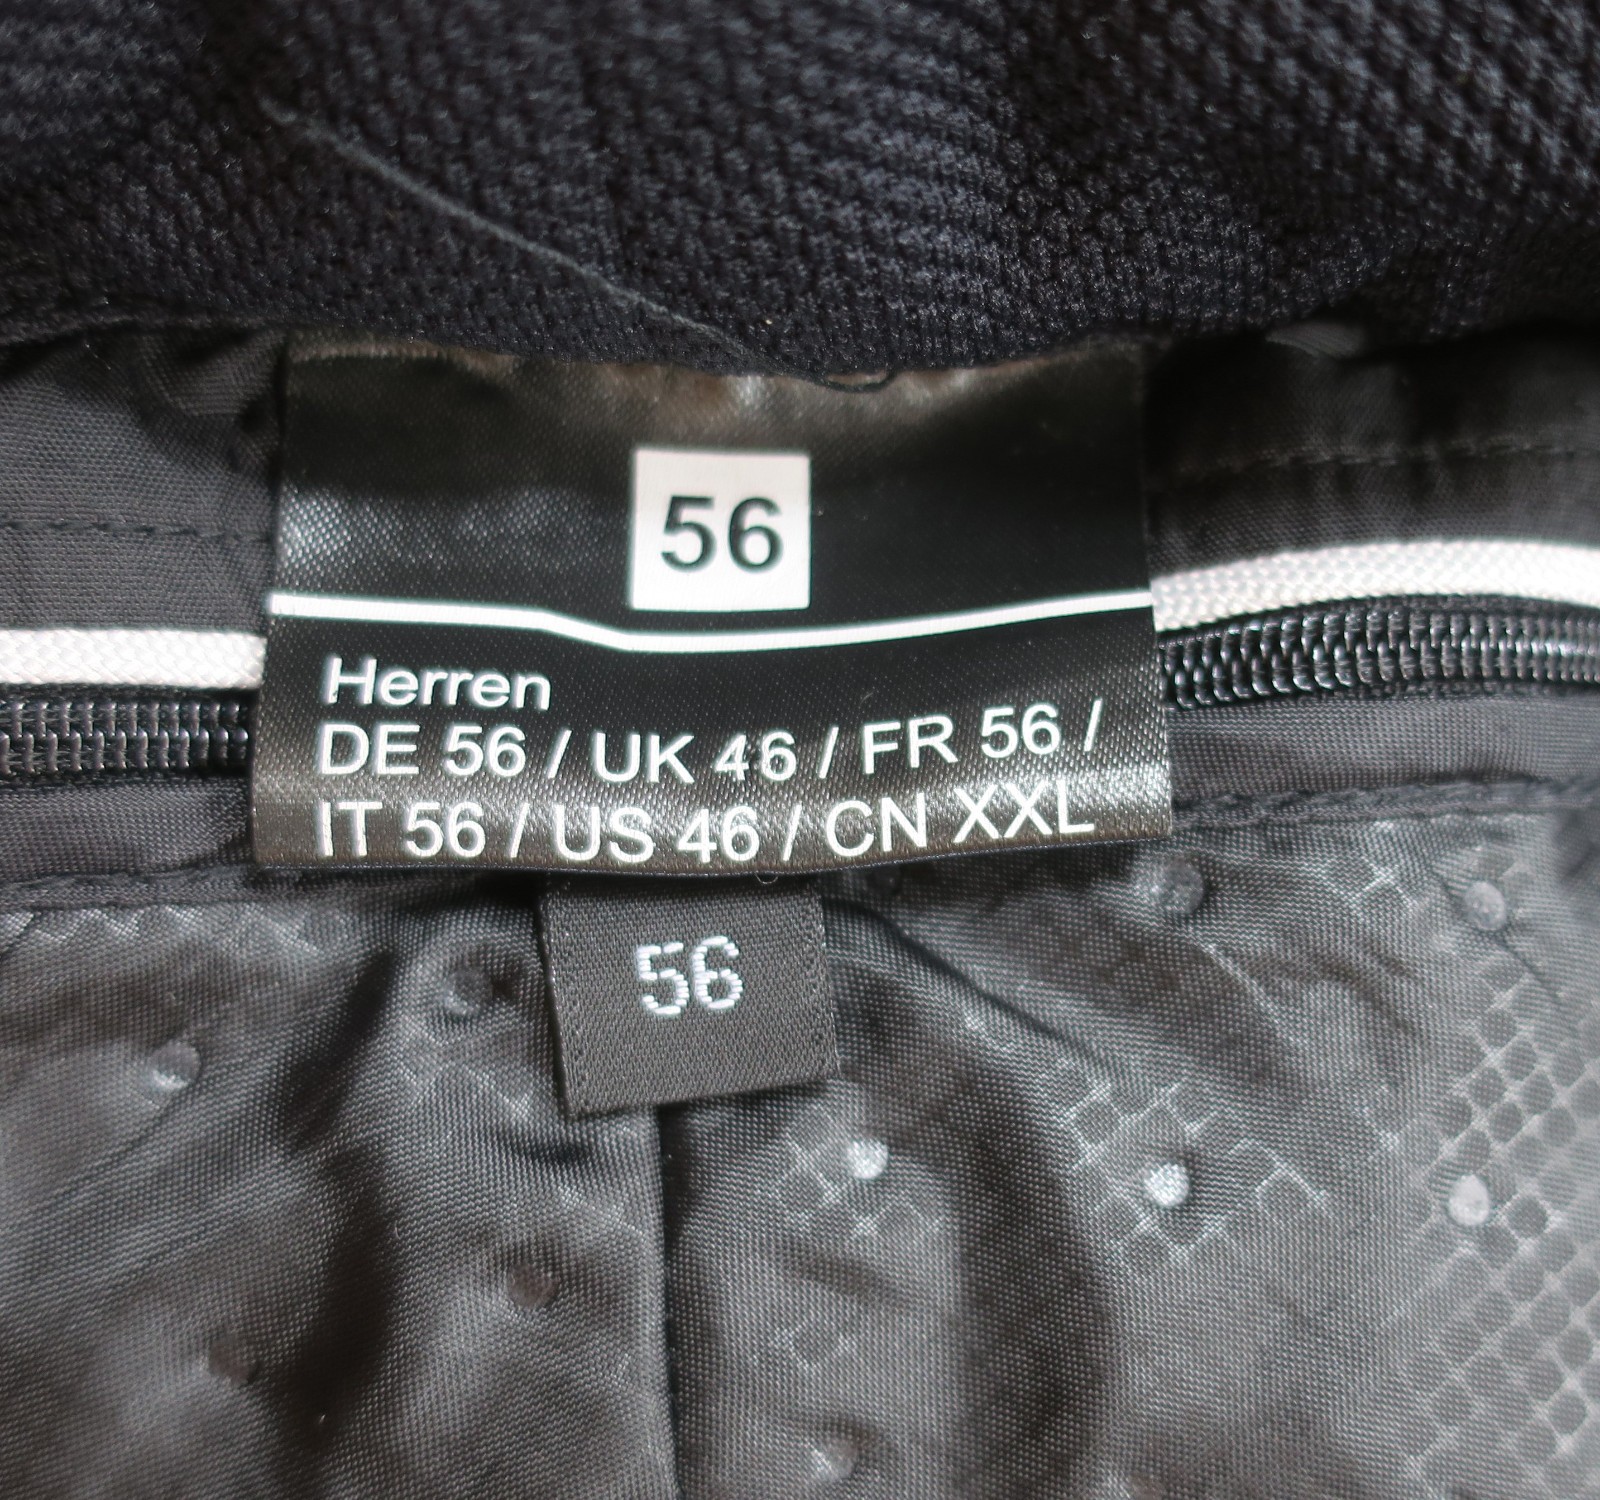 56
Herren
DE 56 / UK 46 / FR 56 /
IT 56 / US 46 / CN XXL
56